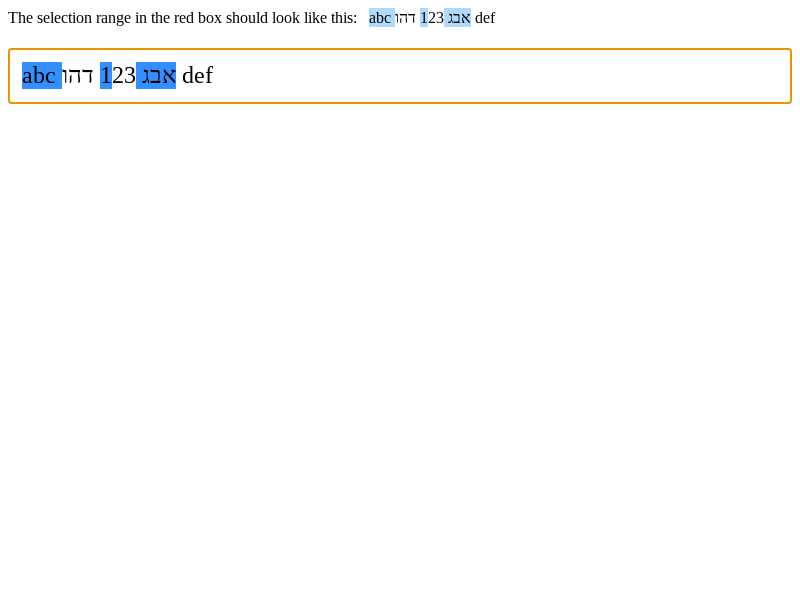 The selection range in the red box should look like this: abc אבג 123 דהו def
abc אבג 123 דהו def